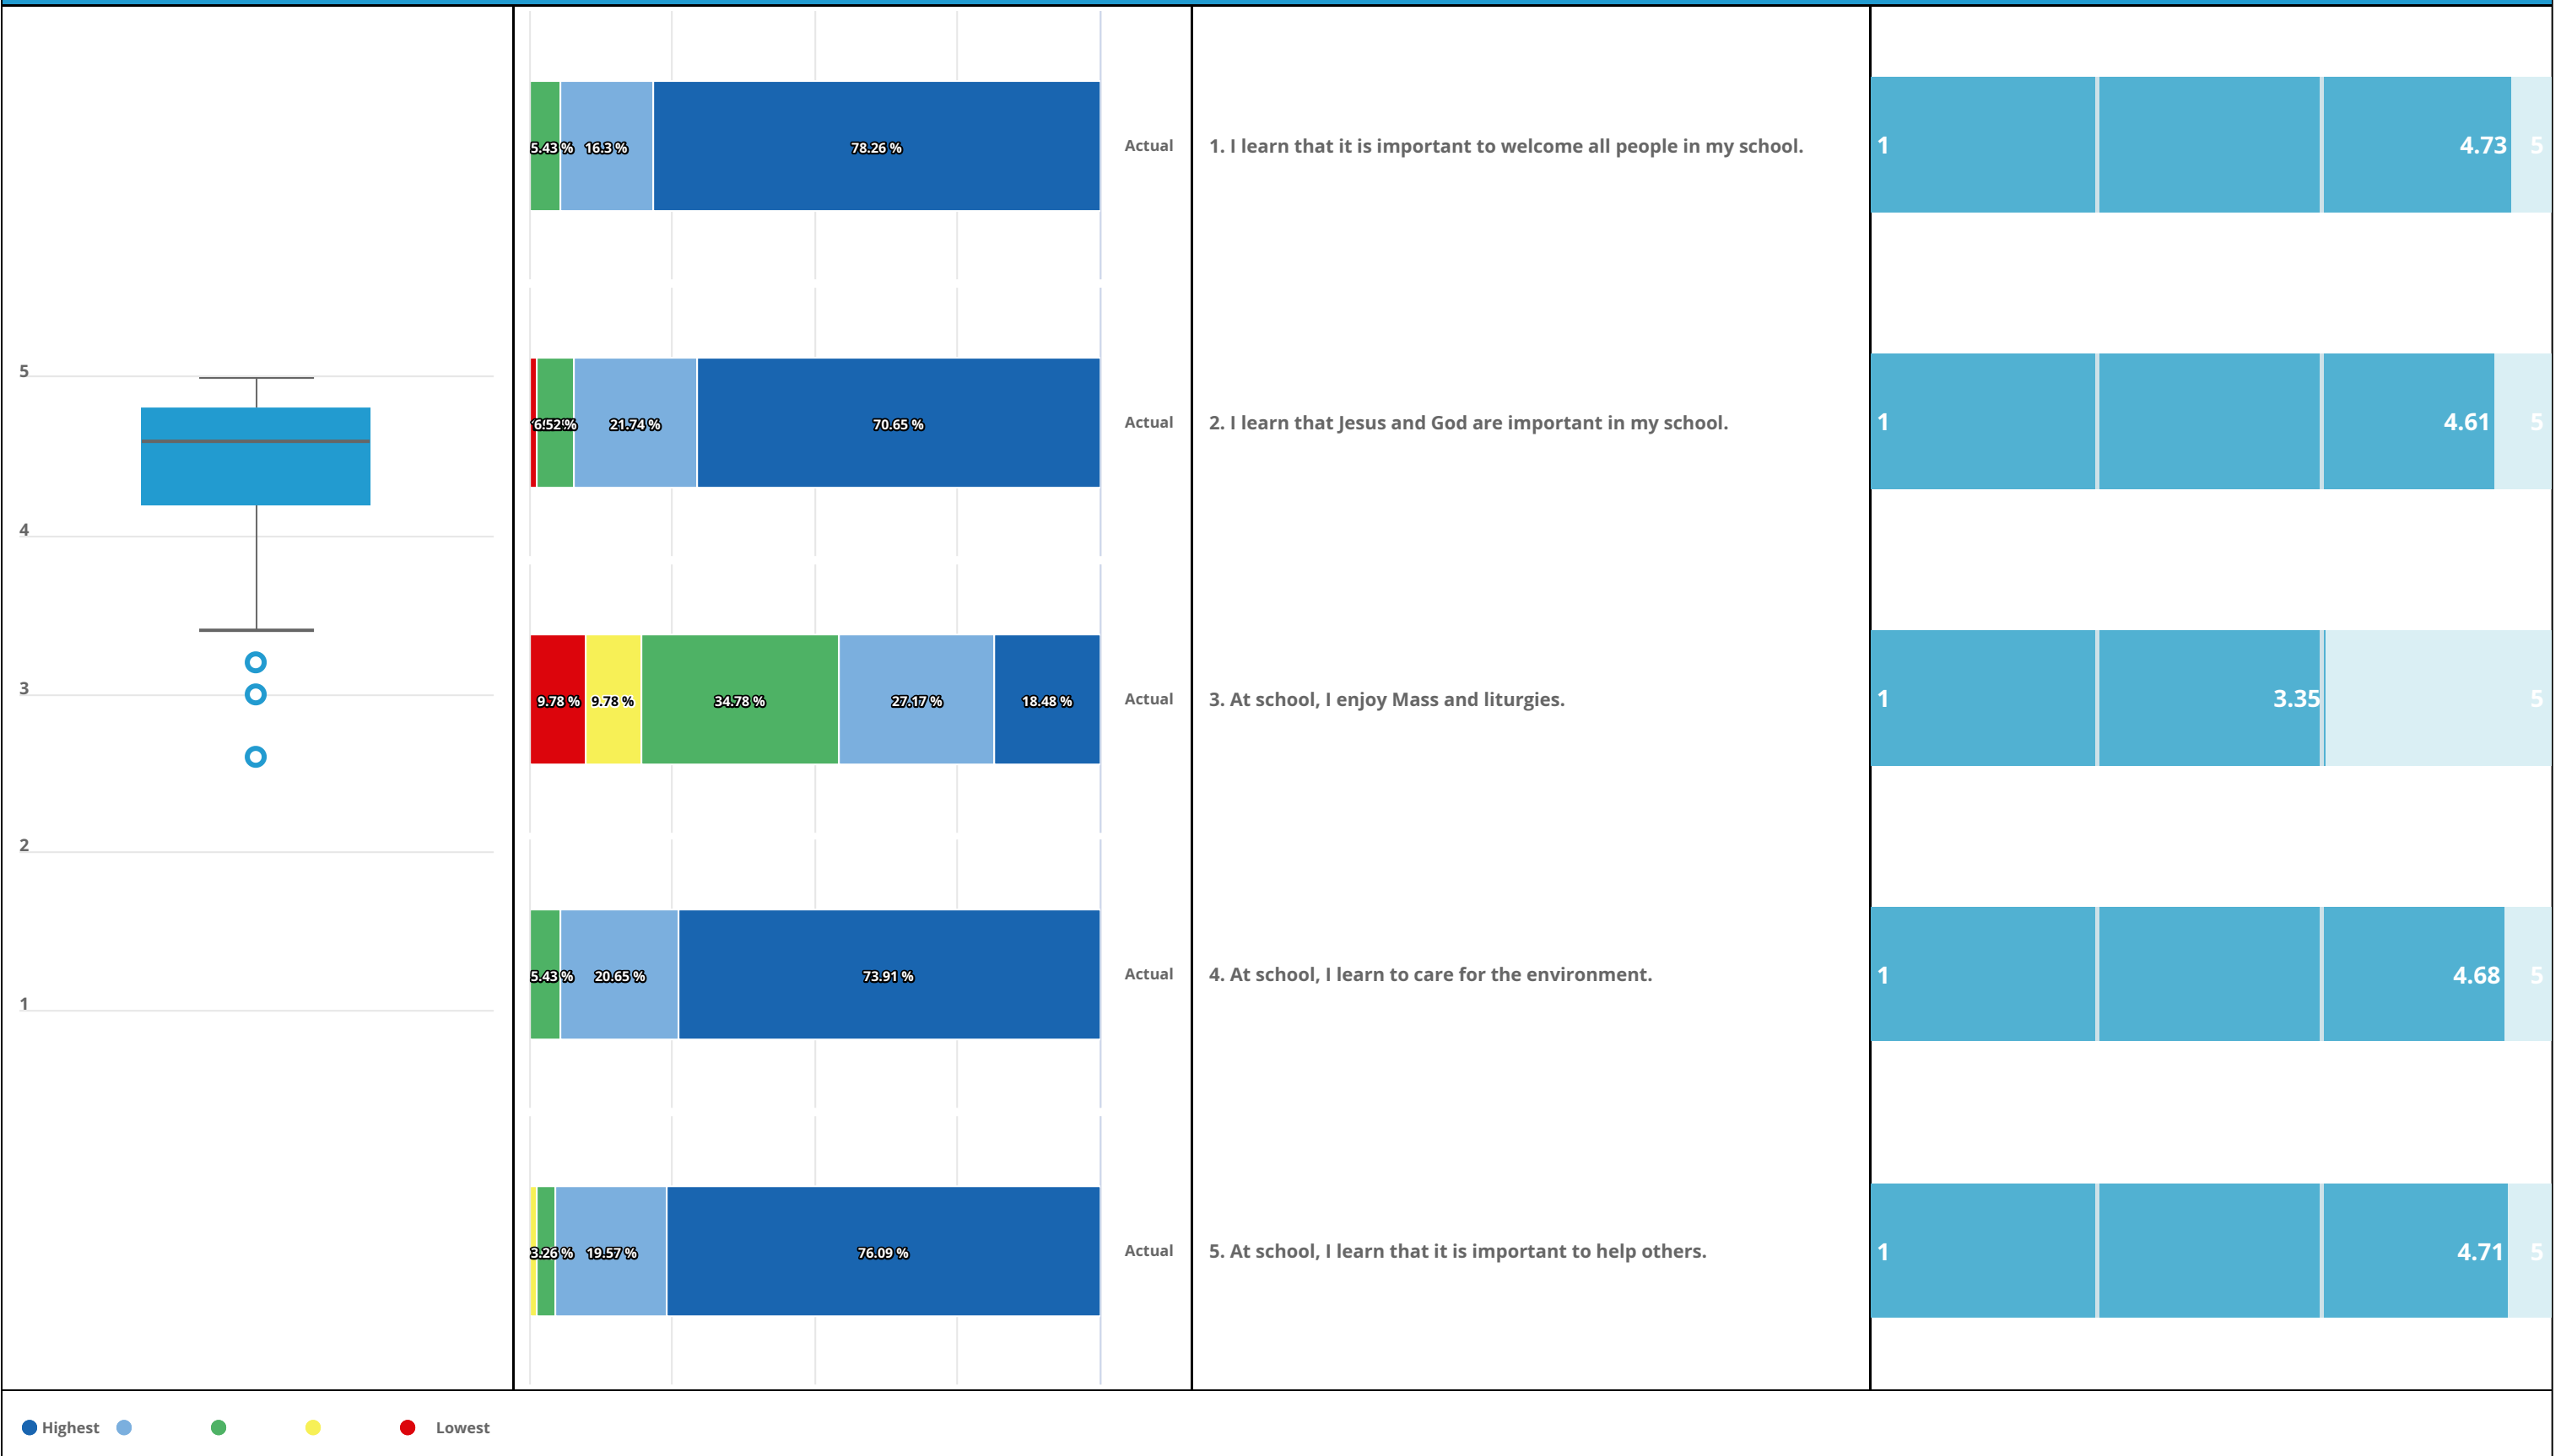 5
4
3
2
1
5.43 % 16.3 % 78.26 % Actual
1. I learn that it is important to welcome all people in my school.
1 4.73 5
6.52 % 21.74 % 70.65 % Actual
2. I learn that Jesus and God are important in my school.
1 4.61 5
9.78 % 9.78 % 34.78 % 27.17 % 18.48 % Actual
3. At school, I enjoy Mass and liturgies.
1 3.35 5
5.43 % 20.65 % 73.91 % Actual
4. At school, I learn to care for the environment.
1 4.68 5
3.26 % 19.57 % 76.09 % Actual
5. At school, I learn that it is important to help others.
1 4.71 5
Highest Lowest